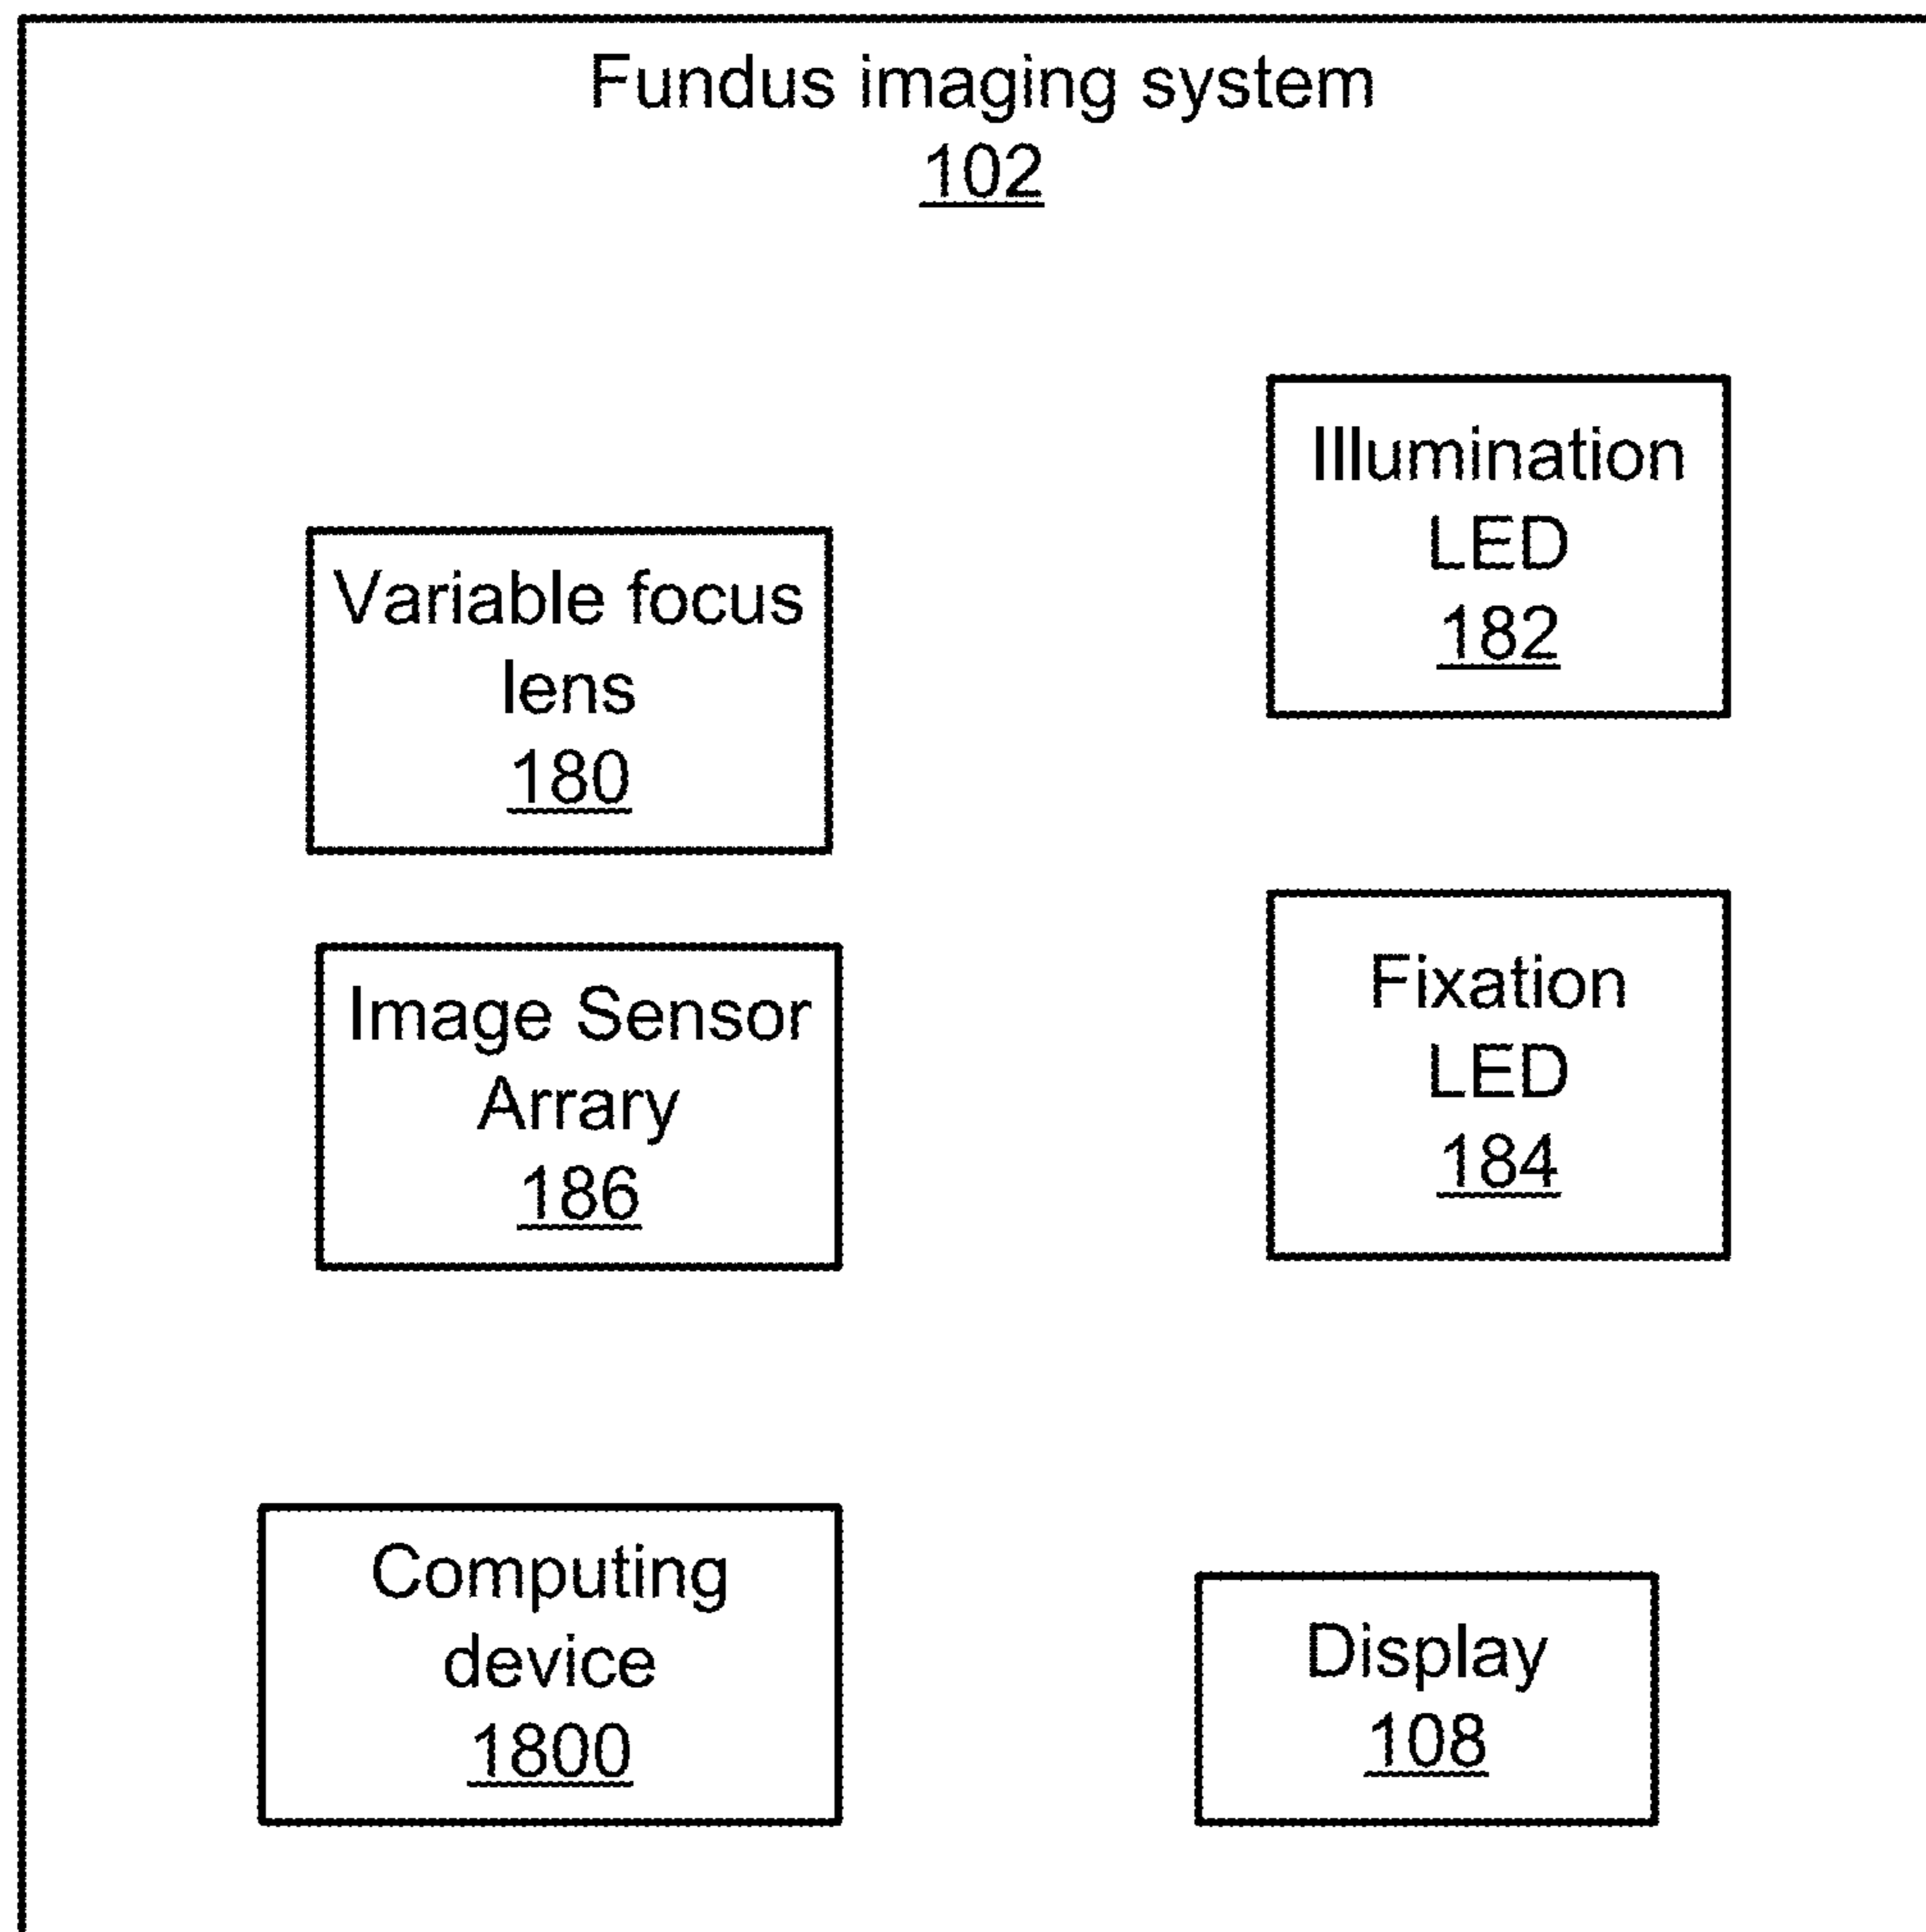 Fundus imaging system
102
Variable focus
lens
180
Illumination
LED
182
Image Sensor
Arrary
186
Fixation
LED
184
Computing
device
1800
Display
108